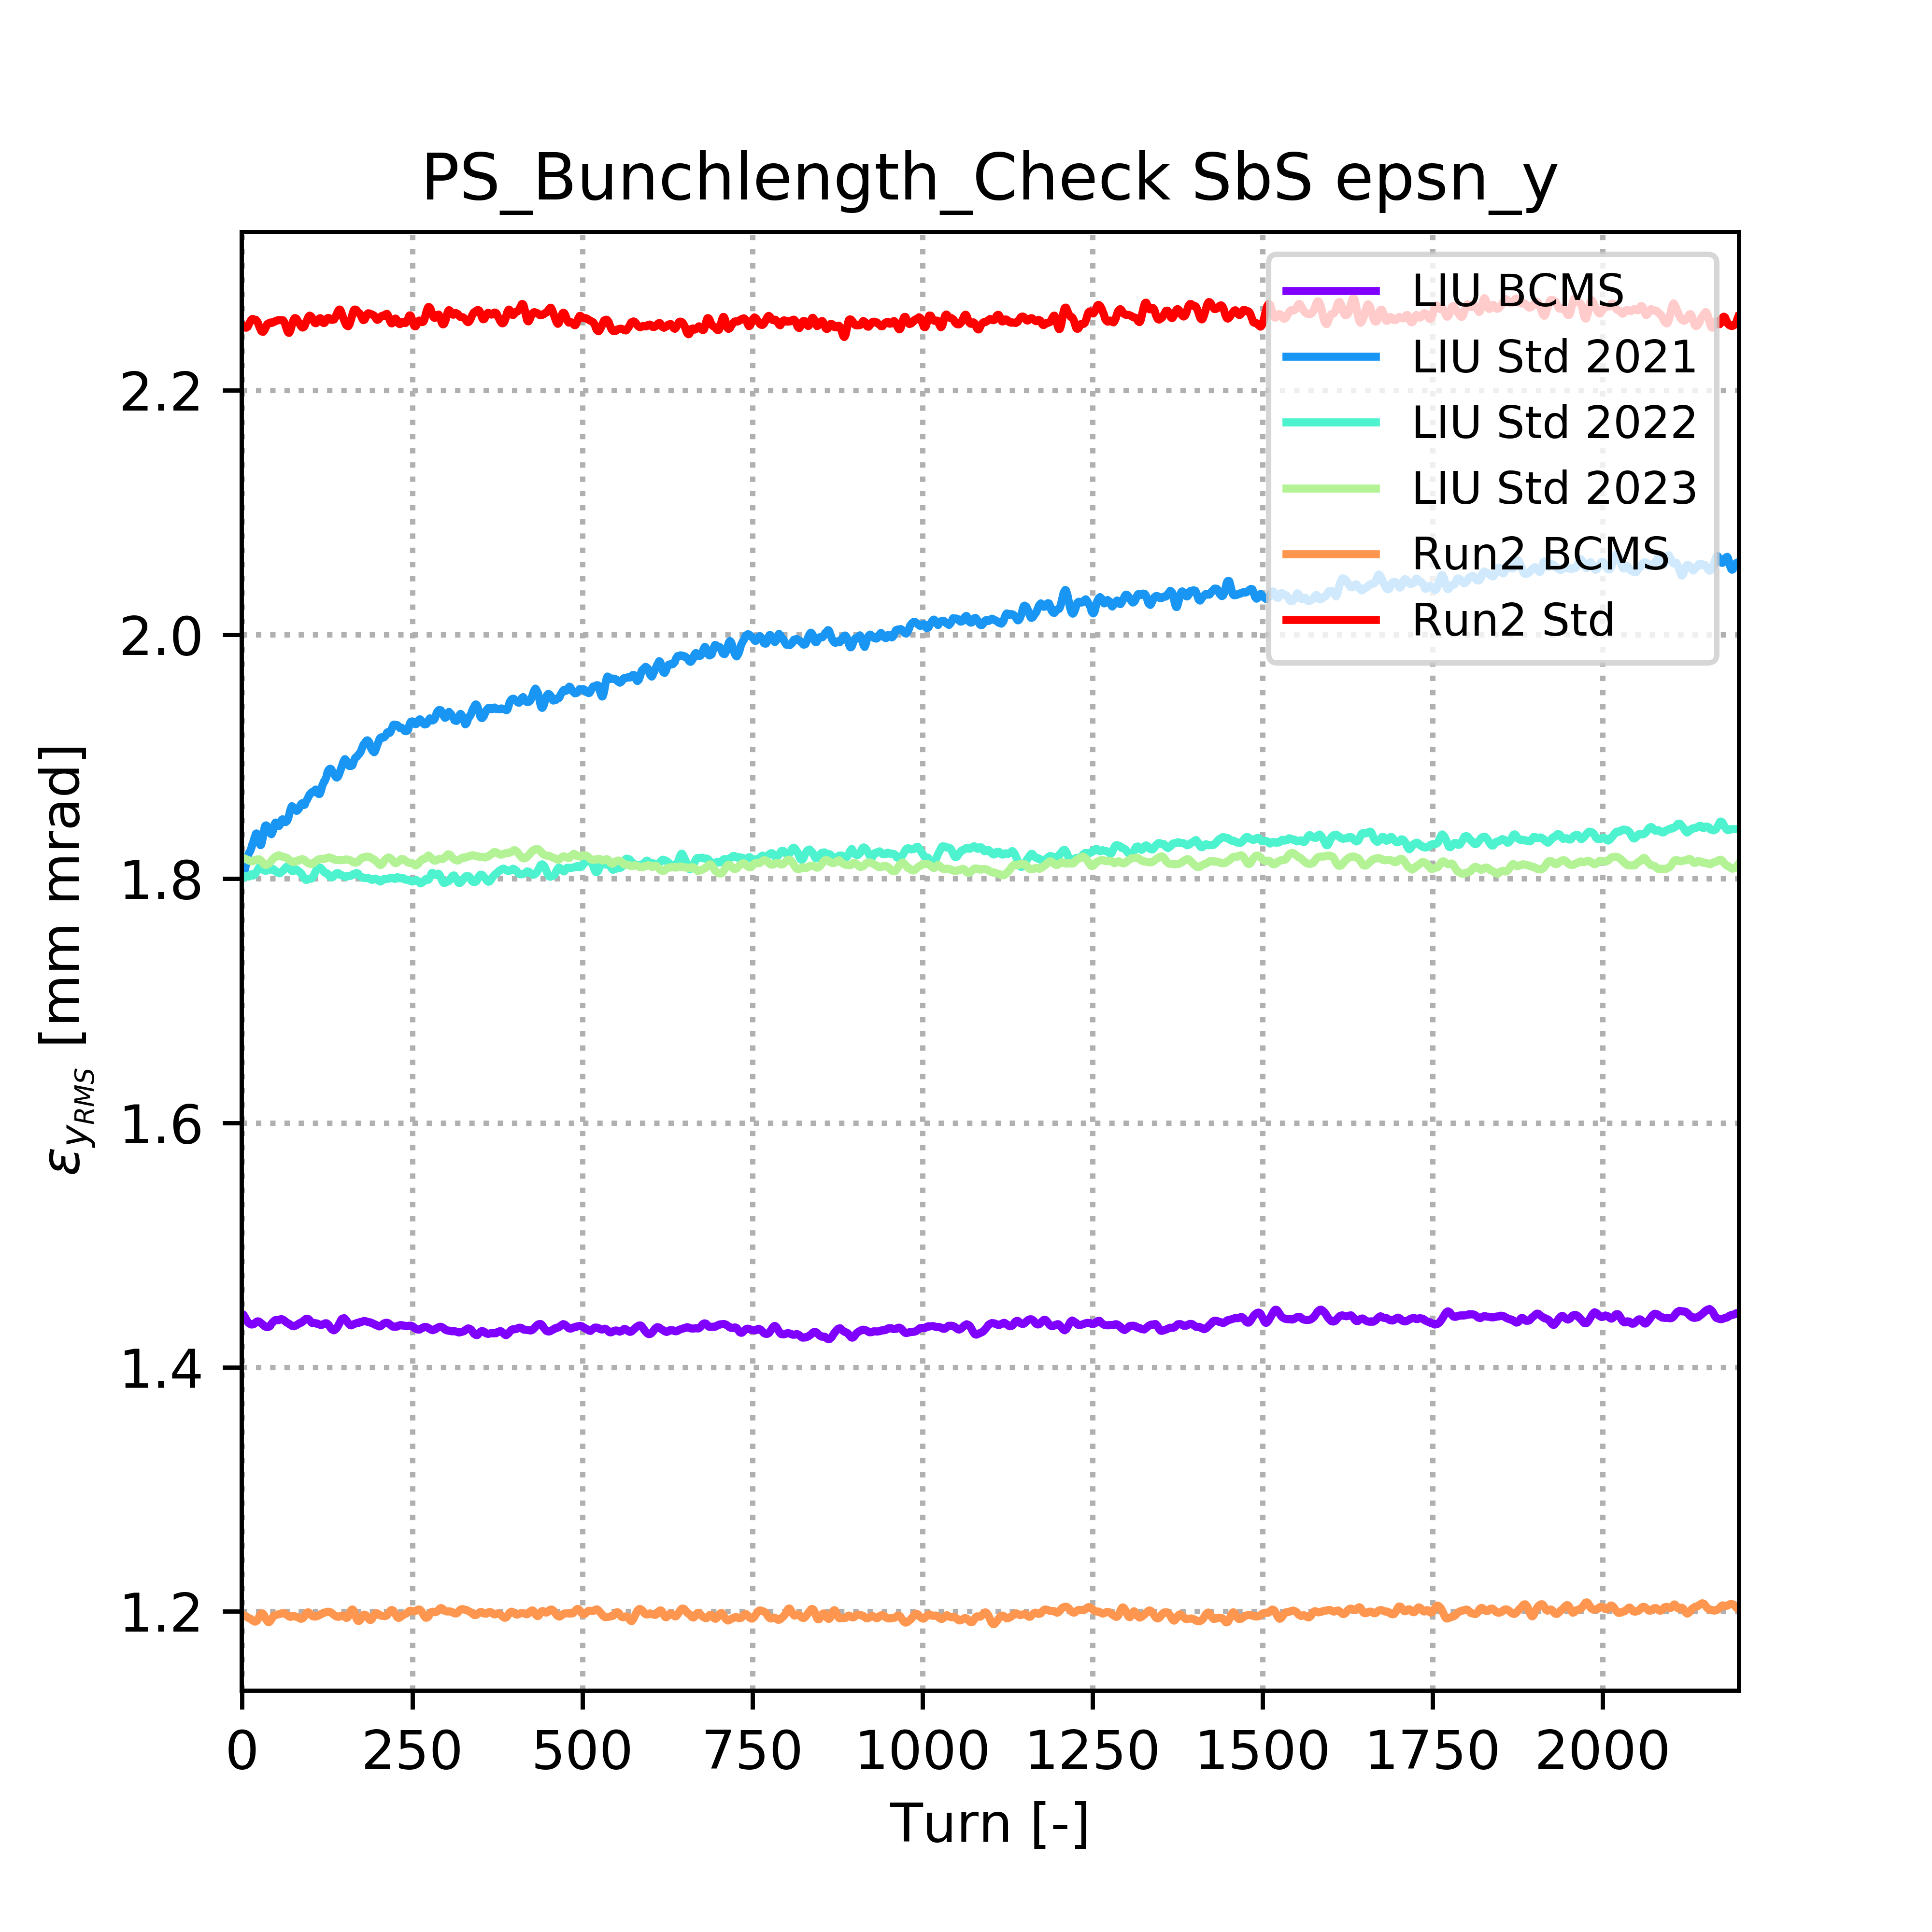 PS_Bunchlength_Check SbS epsn_y
LIU BCMS
LIU Std 2021
LIU Std 2022
LIU Std 2023
Run2 BCMS
Run2 Std
2.2
2.0
1.8
1.6
1.4
1.2
ε_{y_{RMS}} [mm mrad]
0 250 500 750 1000 1250 1500 1750 2000
Turn [-]